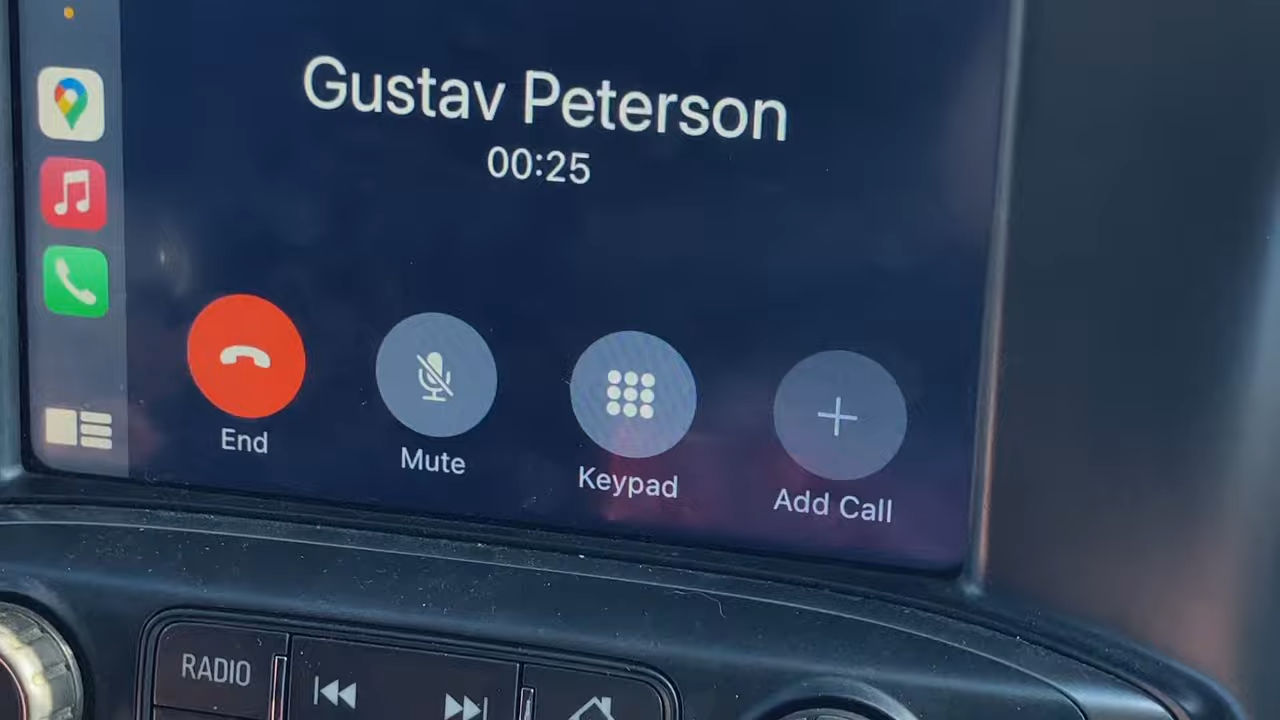 Gustav Peterson
00:25
End
Mute
Keypad
Add Call
RADIO